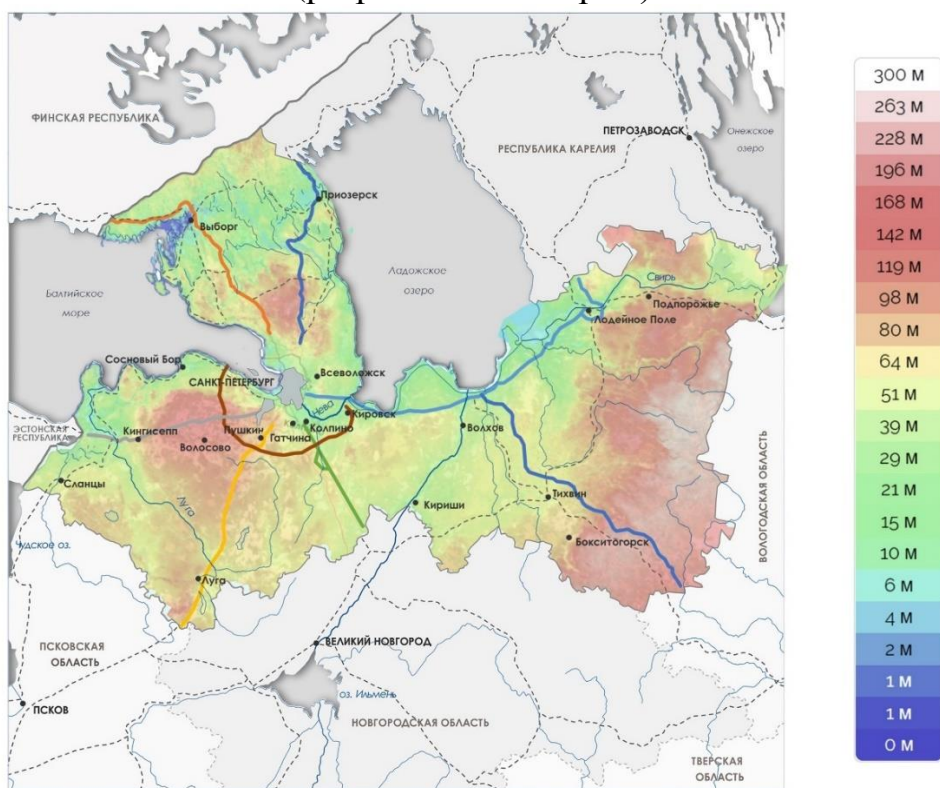 ФИНСКАЯ РЕСПУБЛИКА
ПЕТРОЗАВОДСК
Онежское
озеро
РЕСПУБЛИКА КАРЕЛИЯ
Приозерск
Выборг
Ладожское
озеро
Балтийское
море
Свирь
Подпорожье
Лодейное Поле
Сосновый Бор
САНКТ-ПЕТЕРБУРГ
Всеволожск
Нева
Кировск
ЭСТОНСКАЯ
РЕСПУБЛИКА
Кингисепп
Пушкин
Колпино
Гатчина
Волосово
Волхов
Сланцы
Луга
Тихвин
Кириши
Бокситогорск
ВОЛОГОДСКАЯ ОБЛАСТЬ
Чудское оз.
Луга
ПСКОВСКАЯ
ОБЛАСТЬ
ВЕЛИКИЙ НОВГОРОД
оз. Ильмень
ПСКОВ
НОВГОРОДСКАЯ ОБЛАСТЬ
ТВЕРСКАЯ
ОБЛАСТЬ
300 м
263 м
228 м
196 м
168 м
142 м
119 м
98 м
80 м
64 м
51 м
39 м
29 м
21 м
15 м
10 м
6 м
4 м
2 м
1 м
1 м
0 м